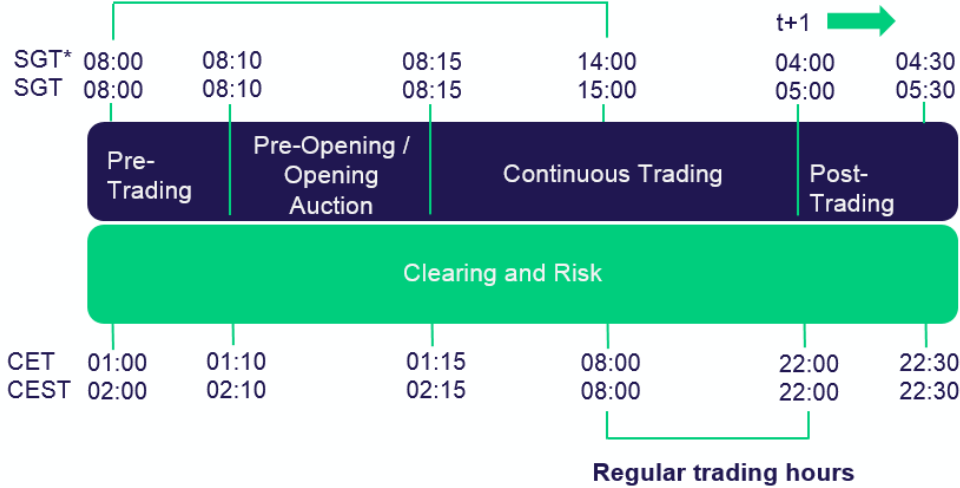 t+1
SGT* 08:00 08:10 08:15 14:00 04:00 04:30
SGT 08:00 08:10 08:15 15:00 05:00 05:30
Pre-
Trading
Pre-Opening /
Opening
Auction
Continuous Trading
Post-
Trading
Clearing and Risk
CET 01:00 01:10 01:15 08:00 22:00 22:30
CEST 02:00 02:10 02:15 08:00 22:00 22:30
Regular trading hours